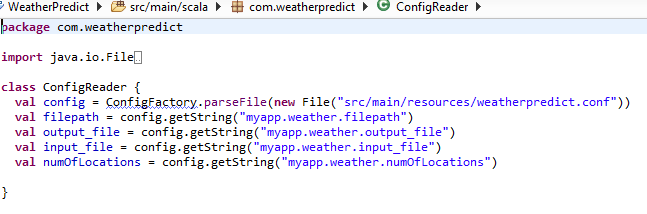 WeatherPredict src/main/scala com.weatherpredict ConfigReader
package com.weatherpredict
import java.io.File
class ConfigReader {
val config = ConfigFactory.parseFile(new File("src/main/resources/weatherpredict.conf"))
val filepath = config.getString("myapp.weather.filepath")
val output_file = config.getString("myapp.weather.output_file")
val input_file = config.getString("myapp.weather.input_file")
val numOfLocations = config.getString("myapp.weather.numOfLocations")
}